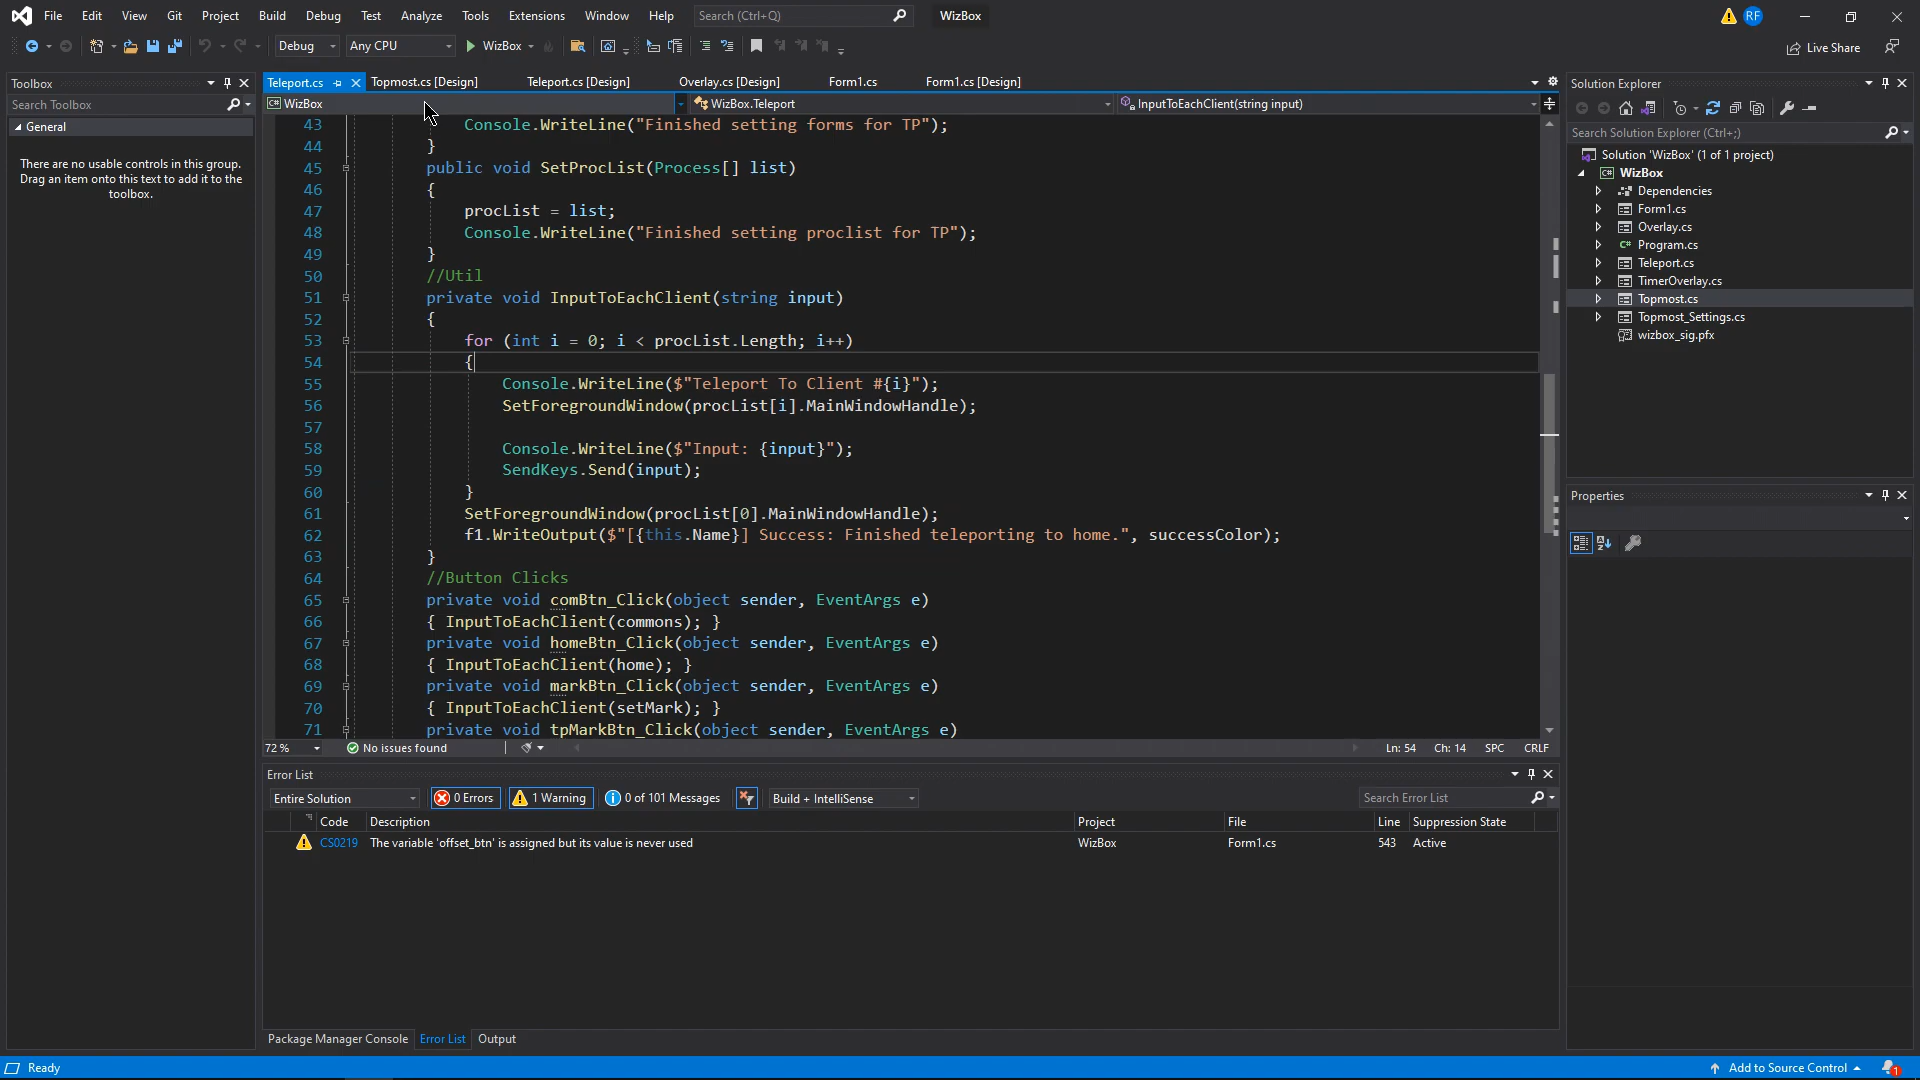 File Edit View Git Project Build Debug Test Analyze Tools Extensions Window Help Search (Ctrl+Q) WizBox RF
Debug Any CPU WizBox Live Share
Toolbox
Search Toolbox
General
There are no usable controls in this group.
Drag an item onto this text to add it to the
toolbox.
Teleport.cs Topmost.cs [Design] Teleport.cs [Design] Overlay.cs [Design] Form1.cs Form1.cs [Design]
WizBox WizBox.Teleport InputToEachClient(string input)
43 Console.WriteLine("Finished setting forms for TP");
44 }
45 public void SetProcList(Process[] list)
46 {
47 procList = list;
48 Console.WriteLine("Finished setting proclist for TP");
49 }
50 //Util
51 private void InputToEachClient(string input)
52 {
53 for (int i = 0; i < procList.Length; i++)
54 {
55 Console.WriteLine($"Teleport To Client #{i}");
56 SetForegroundWindow(procList[i].MainWindowHandle);
57
58 Console.WriteLine($"Input: {input}");
59 SendKeys.Send(input);
60 }
61 SetForegroundWindow(procList[0].MainWindowHandle);
62 f1.WriteOutput($"[{this.Name}] Success: Finished teleporting to home.", successColor);
63 }
64 //Button Clicks
65 private void comBtn_Click(object sender, EventArgs e)
66 { InputToEachClient(commons); }
67 private void homeBtn_Click(object sender, EventArgs e)
68 { InputToEachClient(home); }
69 private void markBtn_Click(object sender, EventArgs e)
70 { InputToEachClient(setMark); }
71 private void tpMarkBtn_Click(object sender, EventArgs e)
72 % No issues found Ln: 54 Ch: 14 SPC CRLF
Error List
Entire Solution 0 Errors 1 Warning 0 of 101 Messages Build + IntelliSense Search Error List
Code Description Project File Line Suppression State
CS0219 The variable 'offset_btn' is assigned but its value is never used WizBox Form1.cs 543 Active
Package Manager Console Error List Output
Solution Explorer
Search Solution Explorer (Ctrl+;)
Solution 'WizBox' (1 of 1 project)
C# WizBox
Dependencies
Form1.cs
Overlay.cs
C# Program.cs
Teleport.cs
TimerOverlay.cs
Topmost.cs
Topmost_Settings.cs
wizbox_sig.pfx
Properties
Ready Add to Source Control 1